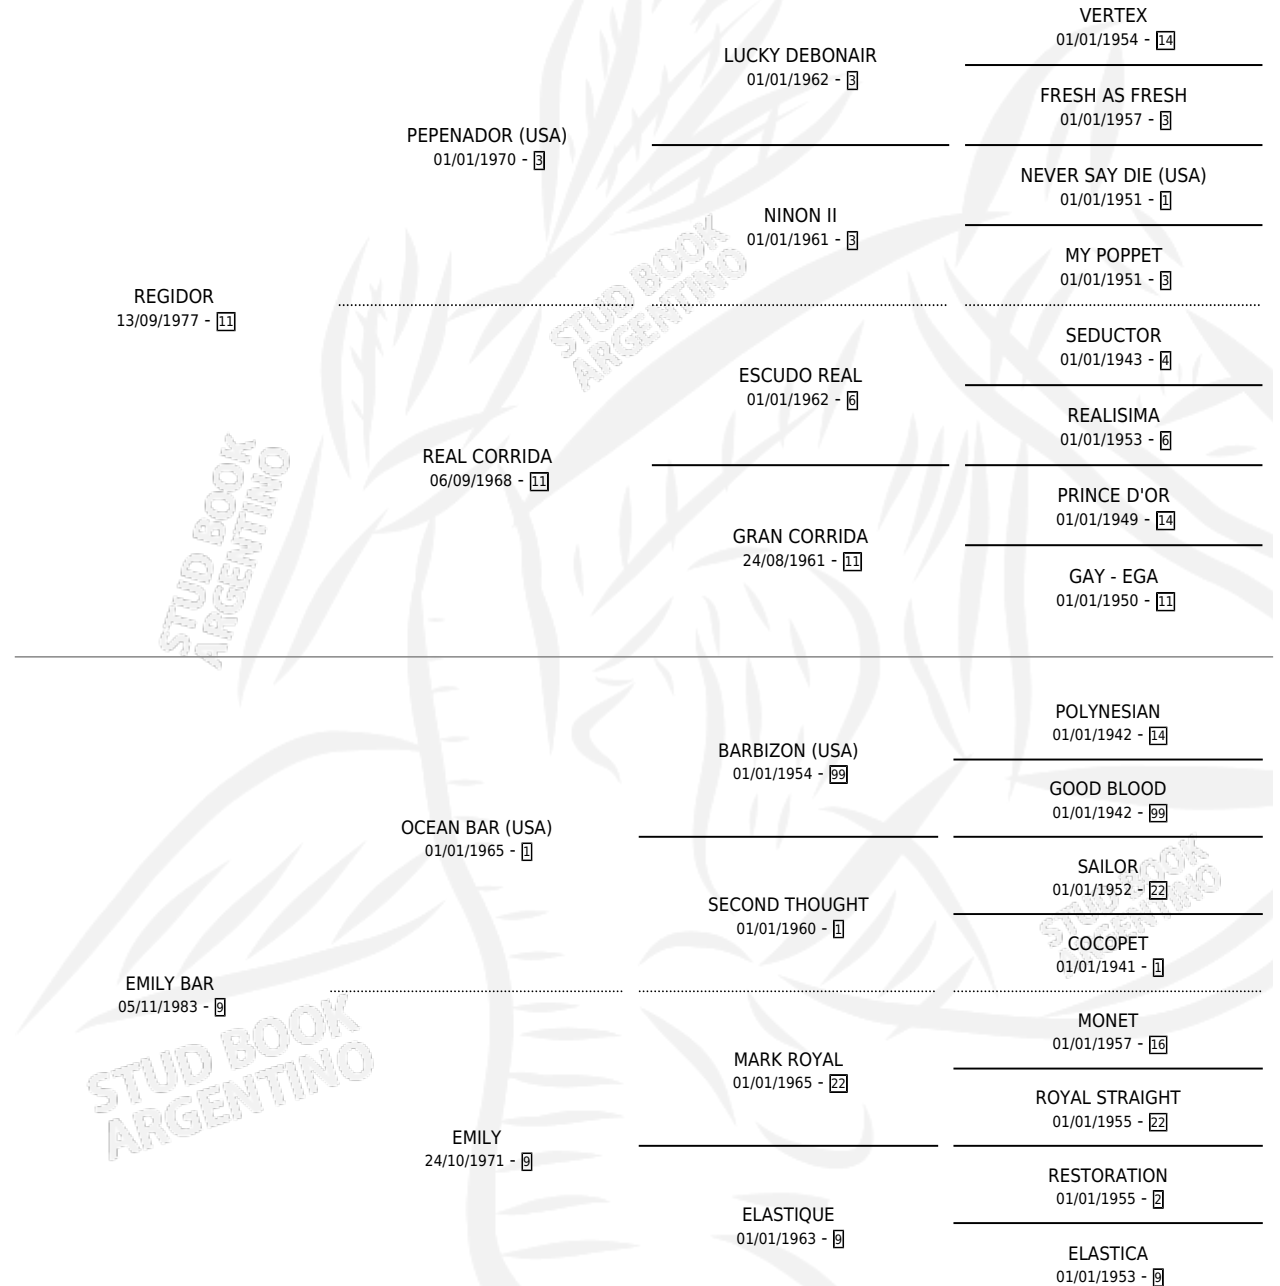 VERTEX
01/01/1954 - 14
LUCKY DEBONAIR
01/01/1962 - 3
FRESH AS FRESH
01/01/1957 - 3
PEPENADOR (USA)
01/01/1970 - 3
NEVER SAY DIE (USA)
01/01/1951 - 1
NINON II
01/01/1961 - 3
MY POPPET
01/01/1951 - 3
REGIDOR
13/09/1977 - 11
SEDUCTOR
01/01/1943 - 4
ESCUDO REAL
01/01/1962 - 6
REALISIMA
01/01/1953 - 6
REAL CORRIDA
06/09/1968 - 11
PRINCE D'OR
01/01/1949 - 14
GRAN CORRIDA
24/08/1961 - 11
GAY - EGA
01/01/1950 - 11
STUD BOOK
ARGENTINO
STUD BOOK
ARGENTINO
POLYNESIAN
01/01/1942 - 14
BARBIZON (USA)
01/01/1954 - 99
GOOD BLOOD
01/01/1942 - 99
OCEAN BAR (USA)
01/01/1965 - 1
SAILOR
01/01/1952 - 22
SECOND THOUGHT
01/01/1960 - 1
COCOPET
01/01/1941 - 1
EMILY BAR
05/11/1983 - 9
MONET
01/01/1957 - 16
MARK ROYAL
01/01/1965 - 22
ROYAL STRAIGHT
01/01/1955 - 22
EMILY
24/10/1971 - 9
RESTORATION
01/01/1955 - 2
ELASTIQUE
01/01/1963 - 9
ELASTICA
01/01/1953 - 9
STUD BOOK
ARGENTINO
STUD BOOK
ARGENTINO